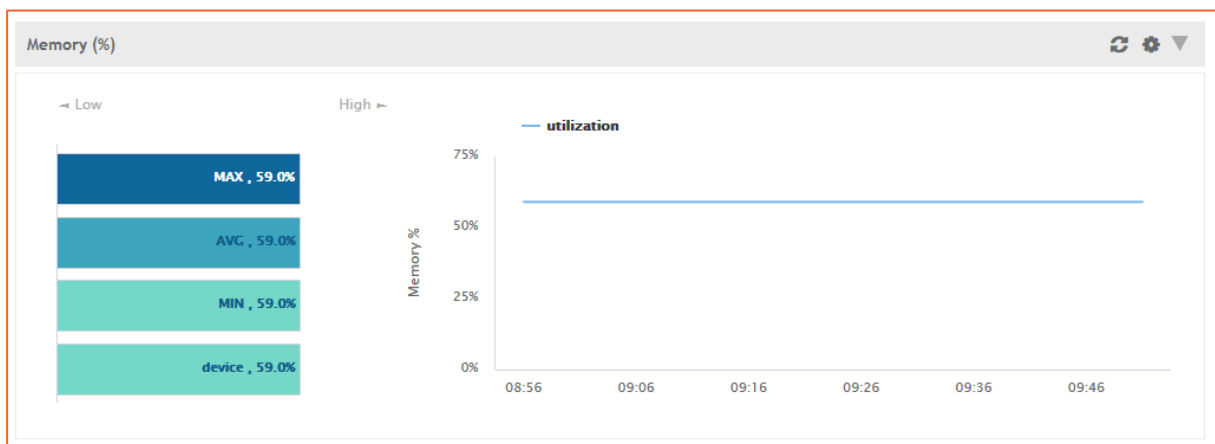 Memory (%)
◄ Low
High ►
MAX , 59.0%
AVG , 59.0%
MIN , 59.0%
device , 59.0%
utilization
Memory %
75%
50%
25%
0%
08:56
09:06
09:16
09:26
09:36
09:46